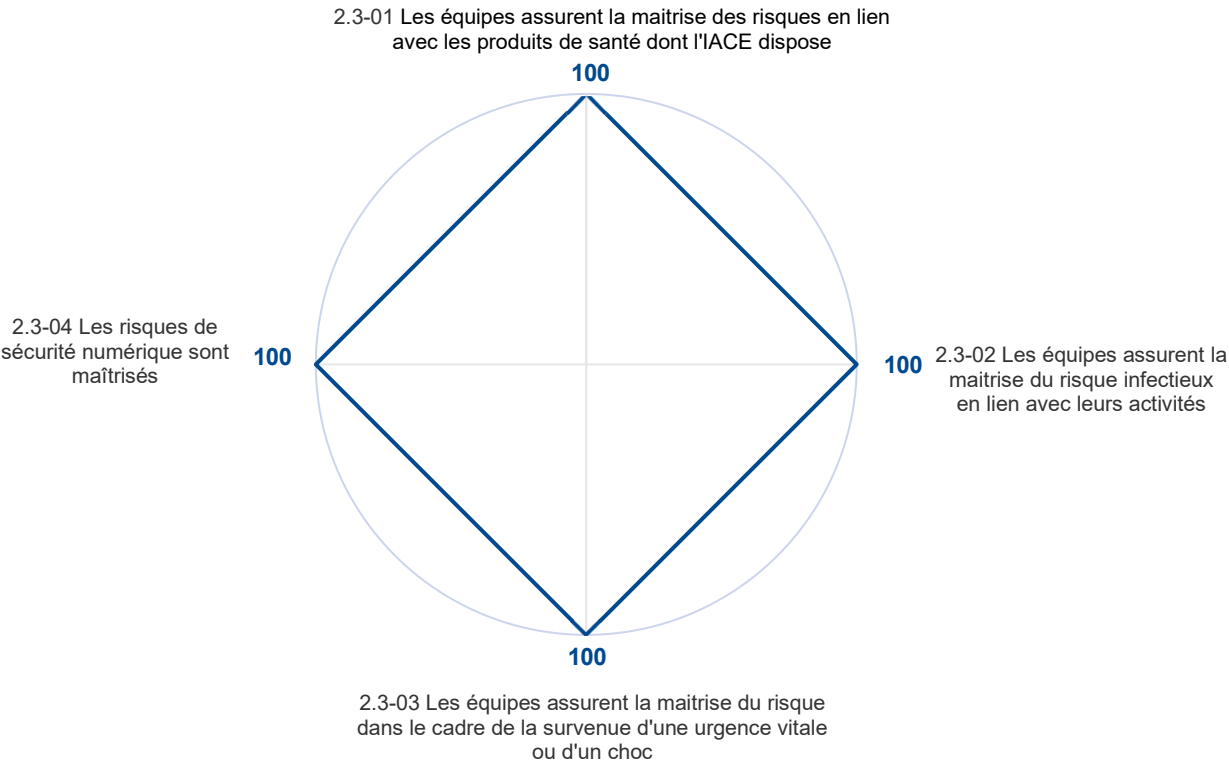 2.3-01 Les équipes assurent la maitrise des risques en lien
avec les produits de santé dont l'IACE dispose
100
2.3-04 Les risques de
sécurité numérique sont
maîtrisés
100
100
2.3-02 Les équipes assurent la
maitrise du risque infectieux
en lien avec leurs activités
100
2.3-03 Les équipes assurent la maitrise du risque
dans le cadre de la survenue d'une urgence vitale
ou d'un choc